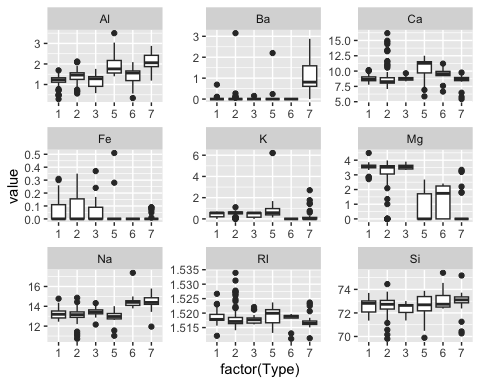 Al
Ba
Ca
3
2
1
3
2
1
0
15.0
12.5
10.0
7.5
5.0
1 2 3 5 6 7
1 2 3 5 6 7
1 2 3 5 6 7
Fe
K
Mg
value
0.5
0.4
0.3
0.2
0.1
0.0
6
4
2
0
4
3
2
1
0
1 2 3 5 6 7
1 2 3 5 6 7
1 2 3 5 6 7
Na
RI
Si
16
14
12
1.535
1.530
1.525
1.520
1.515
74
72
70
1 2 3 5 6 7
1 2 3 5 6 7
1 2 3 5 6 7
factor(Type)